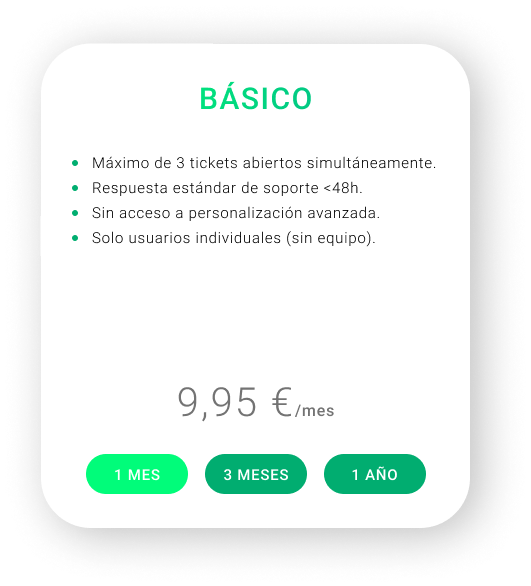 BÁSICO
Máximo de 3 tickets abiertos simultáneamente.
Respuesta estándar de soporte <48h.
Sin acceso a personalización avanzada.
Solo usuarios individuales (sin equipo).
9,95 €/mes
1 MES 3 MESES 1 AÑO